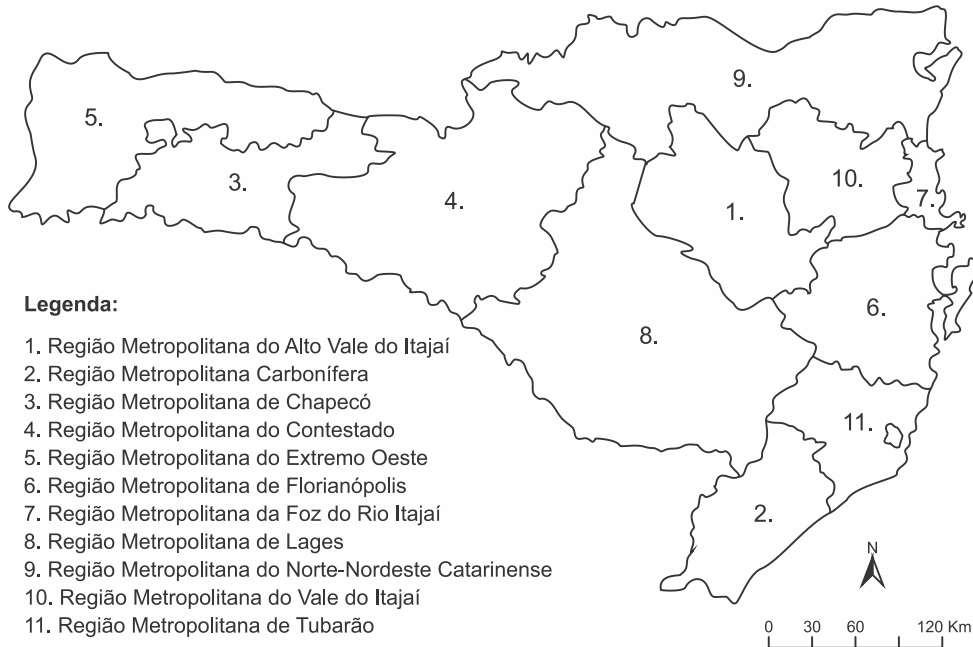 9.
5.
3.
10.
7.
4.
1.
6.
8.
11.
2.
Legenda:
1. Região Metropolitana do Alto Vale do Itajaí
2. Região Metropolitana Carbonífera
3. Região Metropolitana de Chapecó
4. Região Metropolitana do Contestado
5. Região Metropolitana do Extremo Oeste
6. Região Metropolitana de Florianópolis
7. Região Metropolitana da Foz do Rio Itajaí
8. Região Metropolitana de Lages
9. Região Metropolitana do Norte-Nordeste Catarinense
10. Região Metropolitana do Vale do Itajaí
11. Região Metropolitana de Tubarão
N
0 30 60 120 Km